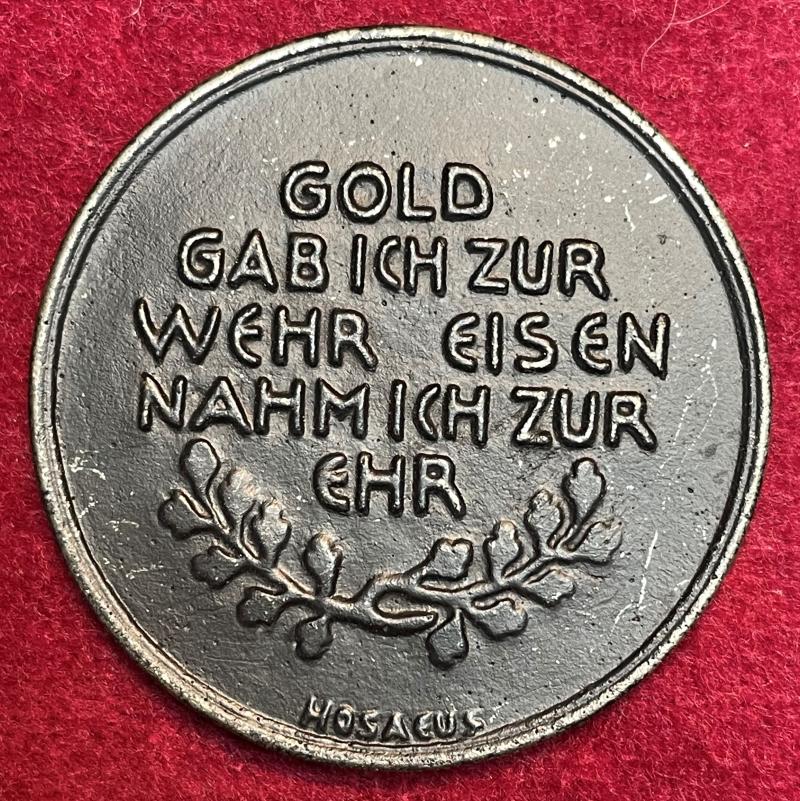 GOLD
GAB ICH ZUR
WEHR EISEN
NAHM ICH ZUR
EHR
HOSAEUS